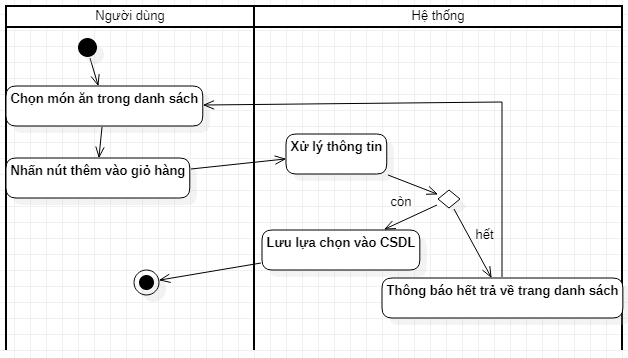 Người dùng
Hệ thống
Chọn món ăn trong danh sách
Nhấn nút thêm vào giỏ hàng
Xử lý thông tin
còn
hết
Lưu lựa chọn vào CSDL
Thông báo hết trả về trang danh sách